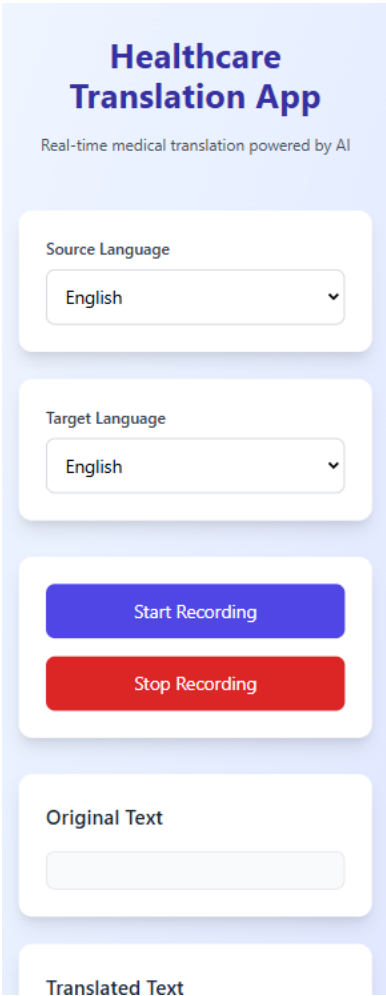 Healthcare
Translation App
Real-time medical translation powered by AI
Source Language
English
Target Language
English
Start Recording
Stop Recording
Original Text
Translated Text